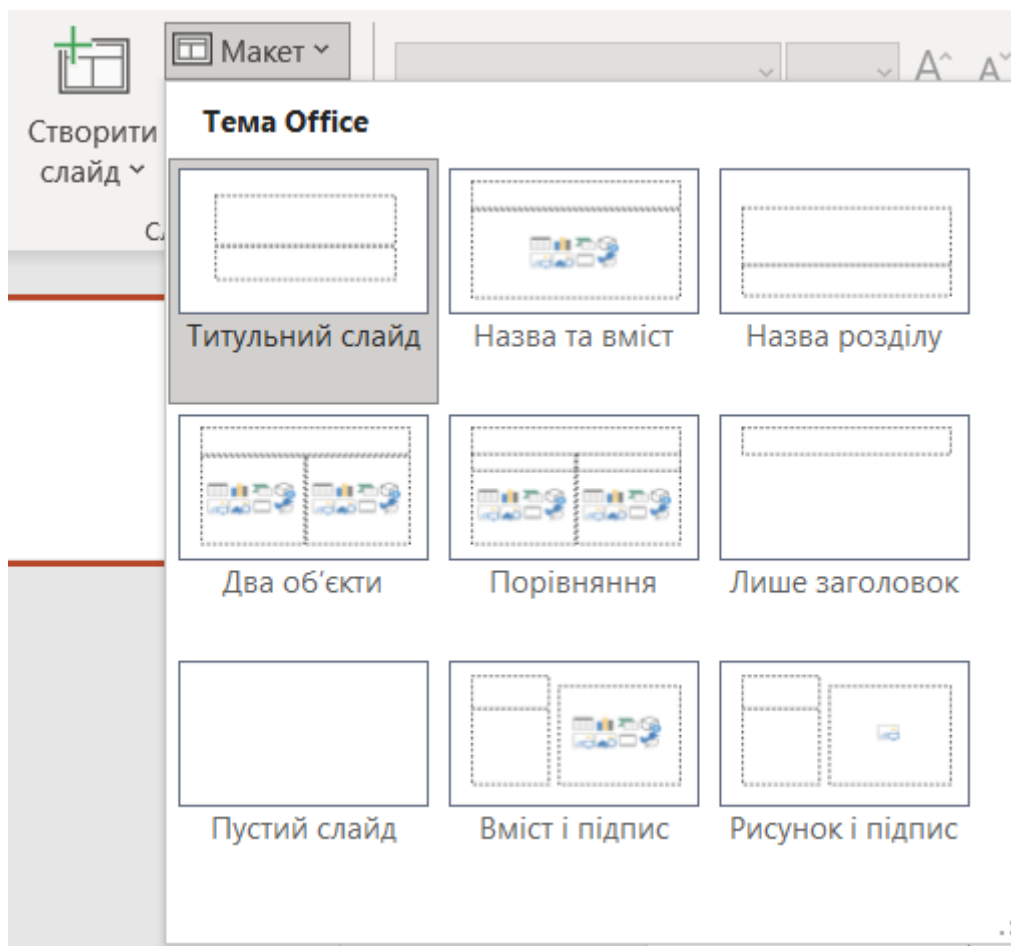 Макет
Створити
слайд
Тема Office
Титульний слайд
Назва та вміст
Назва розділу
Два об’єкти
Порівняння
Лише заголовок
Пустий слайд
Вміст і підпис
Рисунок і підпис